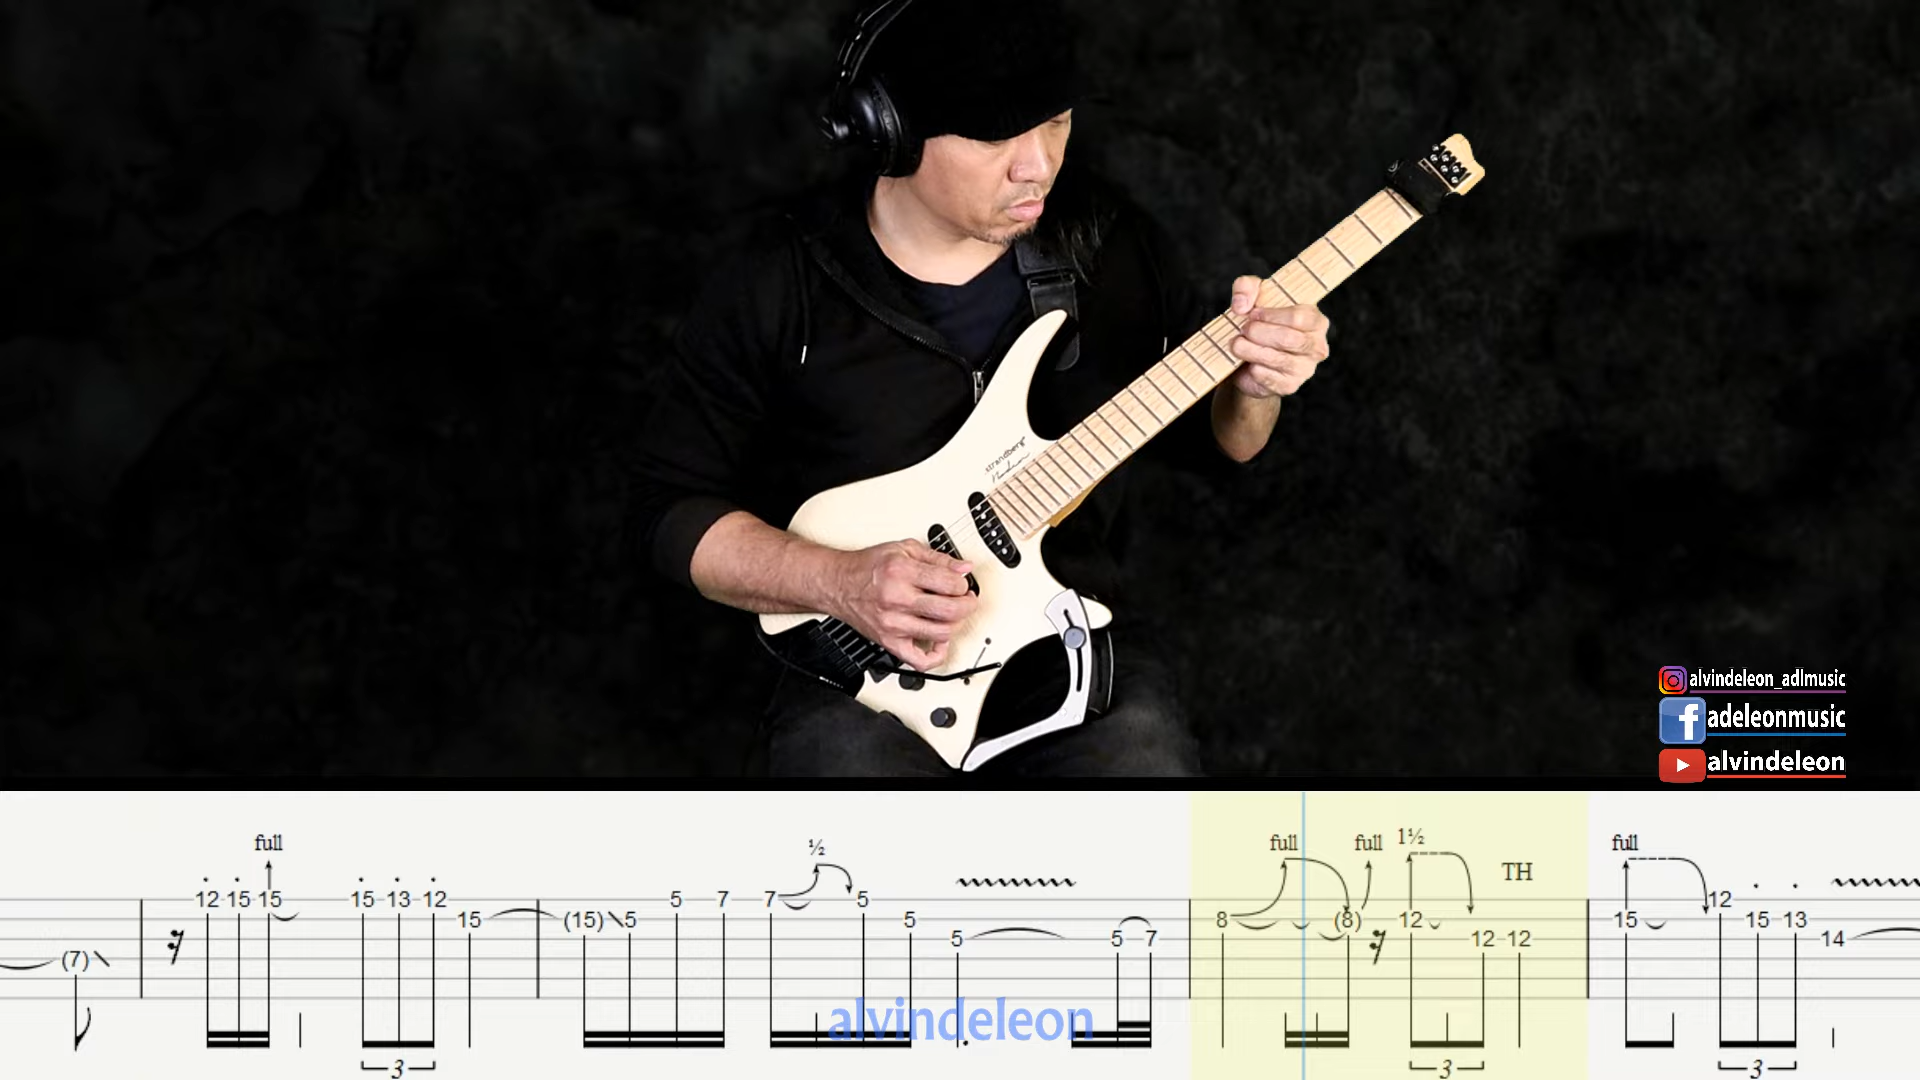 strandberg
alvindeleon_adlmusic
adeleonmusic
alvindeleon
full ½ full full 1½ TH full
12 15 15 15 13 12 5 7 7 5 12
15 (15) 5 5 8 (8) 12 15 15 13
5 5 7 12 12 14
(7)
alvindeleon
3 3 3